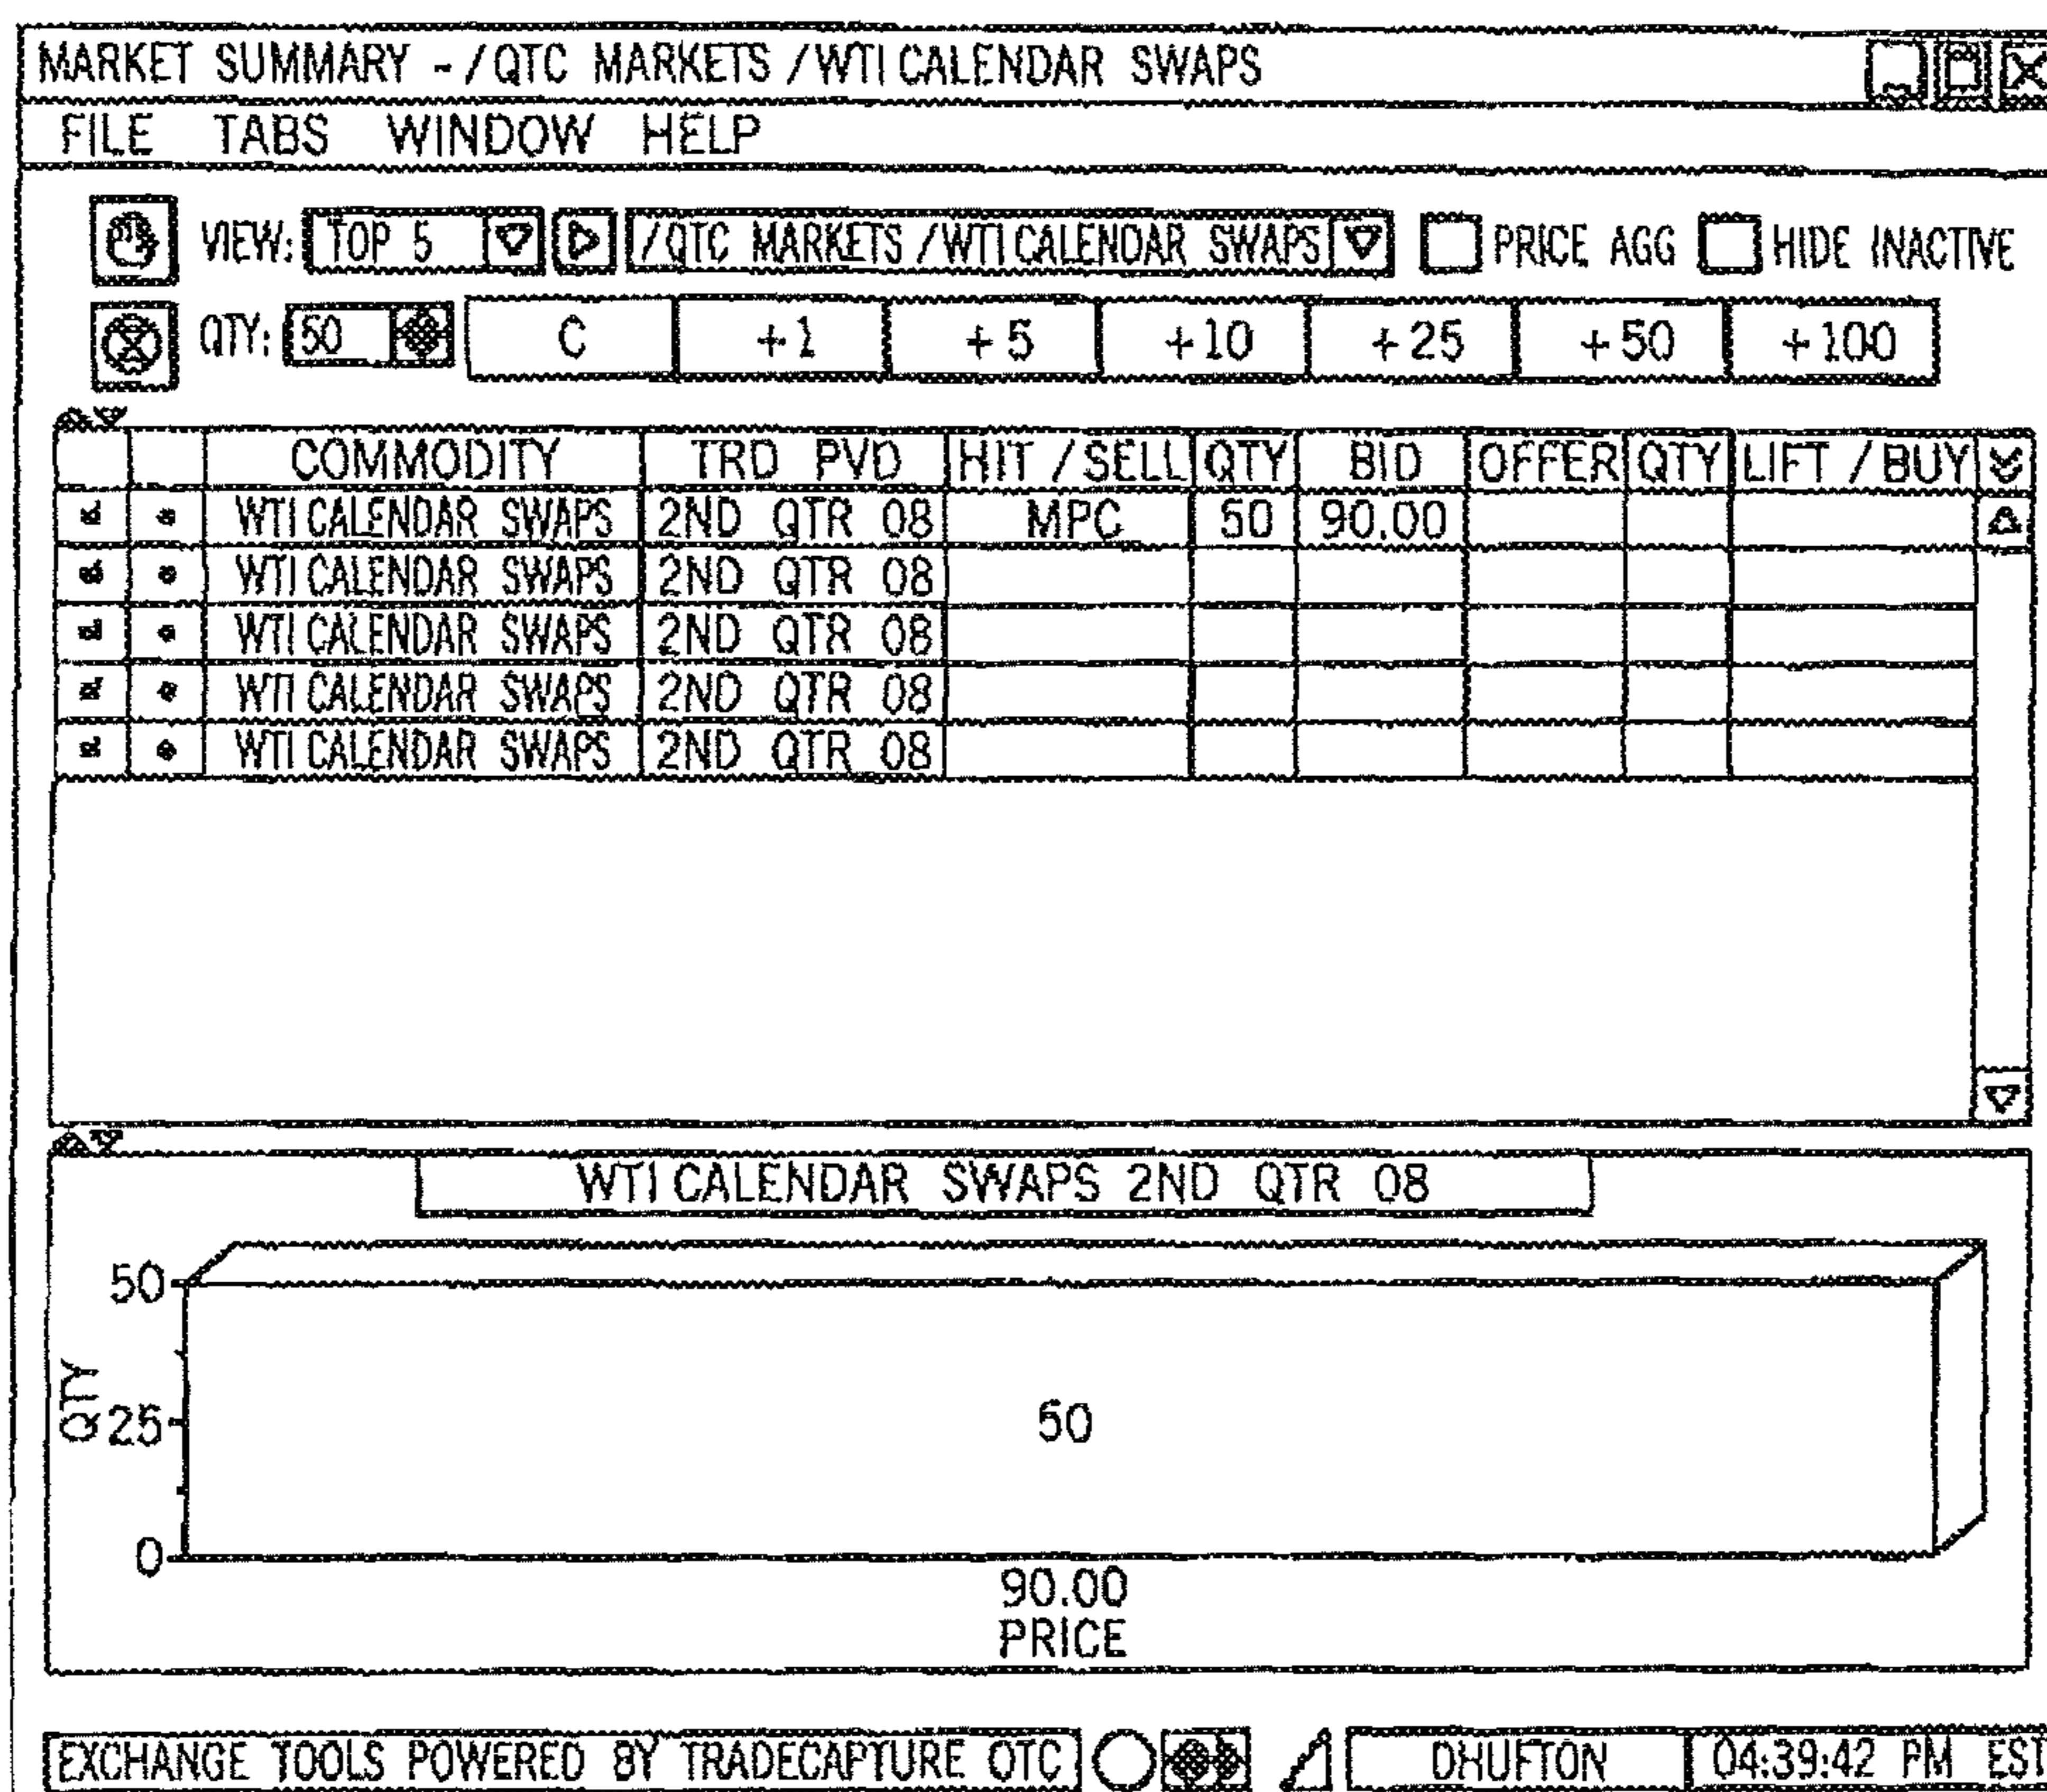 MARKET SUMMARY - /QTC MARKETS /WTI CALENDAR SWAPS
FILE TABS WINDOW HELP
VIEW: TOP 5 /QTC MARKETS /WTI CALENDAR SWAPS PRICE AGG HIDE INACTIVE
QTY: 50 C +1 +5 +10 +25 +50 +100
COMMODITY TRD PVD HIT / SELL QTY BID OFFER QTY LIFT / BUY
WTI CALENDAR SWAPS 2ND QTR 08 MPC 50 90.00
WTI CALENDAR SWAPS 2ND QTR 08
WTI CALENDAR SWAPS 2ND QTR 08
WTI CALENDAR SWAPS 2ND QTR 08
WTI CALENDAR SWAPS 2ND QTR 08
WTI CALENDAR SWAPS 2ND QTR 08
50
QTY
25
50
0
90.00
PRICE
EXCHANGE TOOLS POWERED BY TRADECAPTURE OTC DHUFTON 04:39:42 PM EST